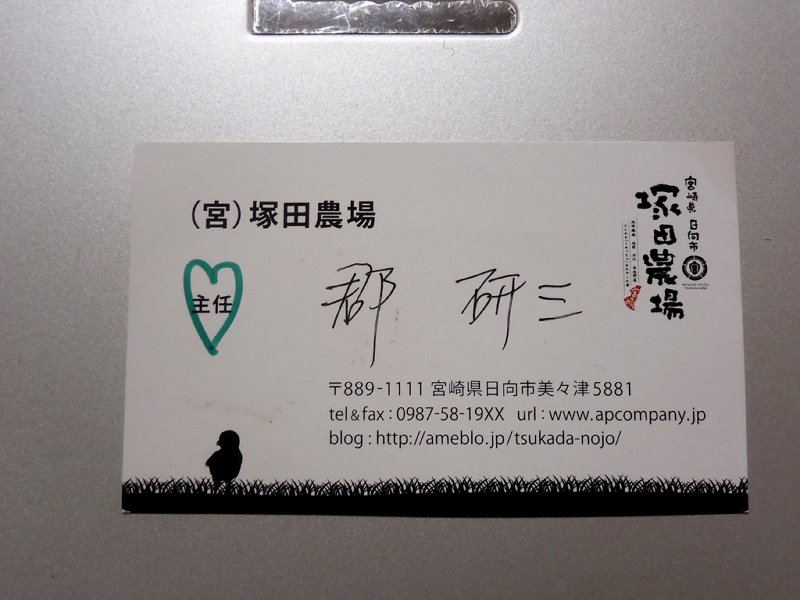 (宮)塚田農場
主任
郡 研三
〒889-1111 宮崎県日向市美々津5881
tel&fax:0987-58-19XX url:www.apcompany.jp
blog:http://ameblo.jp/tsukada-nojo/
宮崎県 日向市
塚田農場